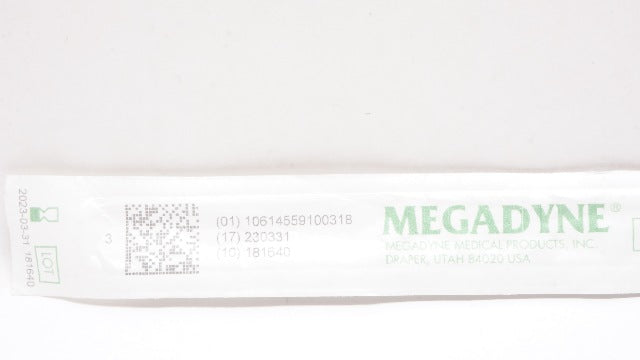 2023-03-31
LOT 181640
3
(01) 10614559100318
(17) 230331
(10) 181640
MEGADYNE®
MEGADYNE MEDICAL PRODUCTS, INC.
DRAPER, UTAH 84020 USA